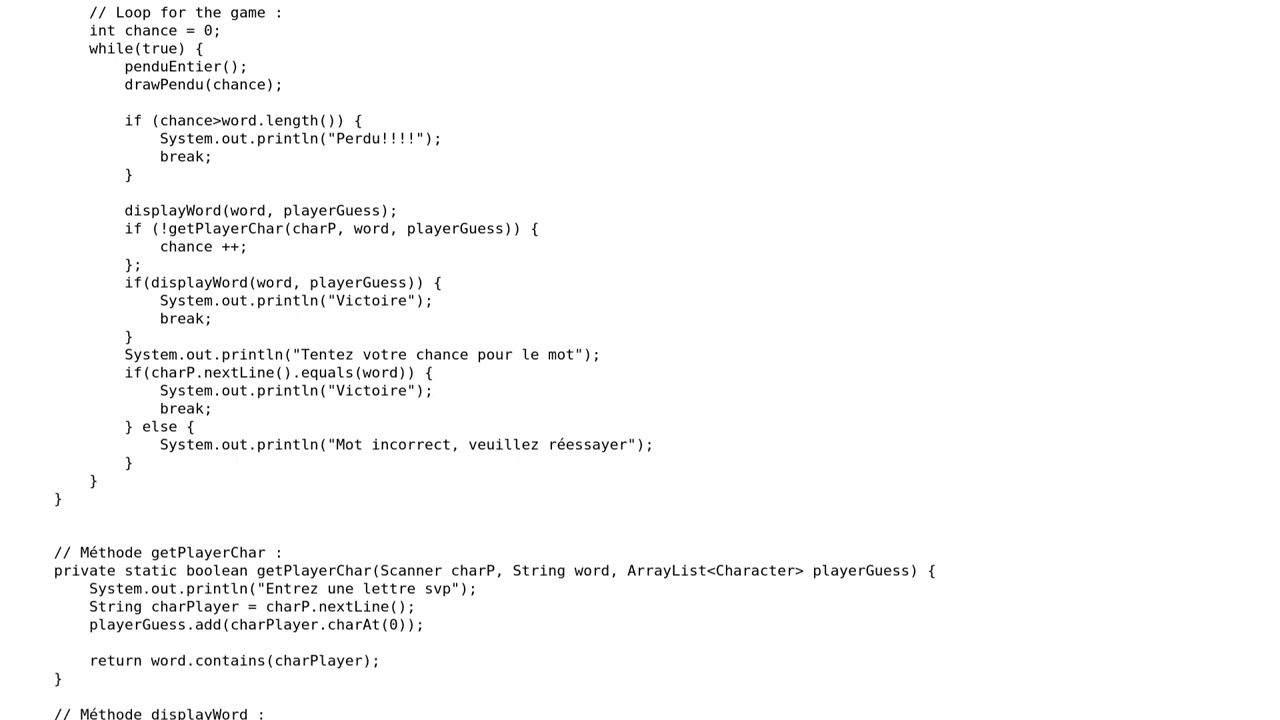 // Loop for the game :
int chance = 0;
while(true) {
penduEntier();
drawPendu(chance);
if (chance>word.length()) {
System.out.println("Perdu!!!!");
break;
}
displayWord(word, playerGuess);
if (!getPlayerChar(charP, word, playerGuess)) {
chance ++;
};
if(displayWord(word, playerGuess)) {
System.out.println("Victoire");
break;
}
System.out.println("Tentez votre chance pour le mot");
if(charP.nextLine().equals(word)) {
System.out.println("Victoire");
break;
} else {
System.out.println("Mot incorrect, veuillez réessayer");
}
}
}
// Méthode getPlayerChar :
private static boolean getPlayerChar(Scanner charP, String word, ArrayList<Character> playerGuess) {
System.out.println("Entrez une lettre svp");
String charPlayer = charP.nextLine();
playerGuess.add(charPlayer.charAt(0));
return word.contains(charPlayer);
}
// Méthode displayWord :